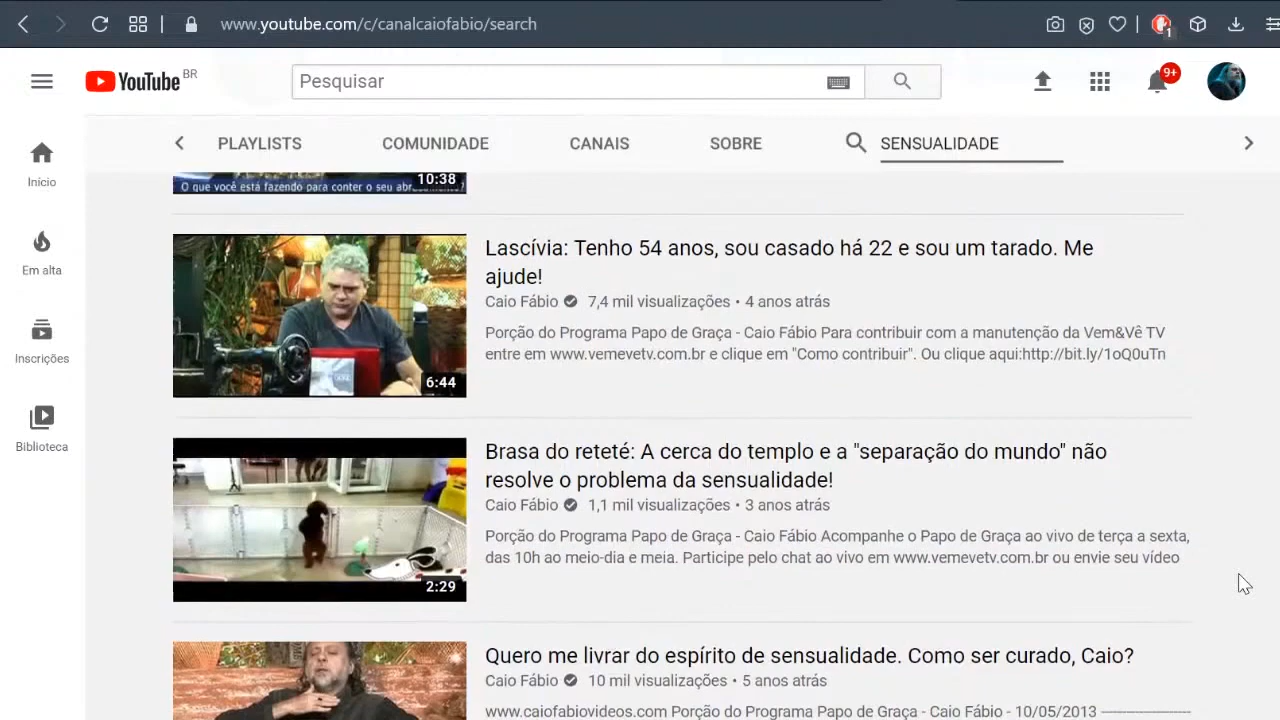 www.youtube.com/c/canalcaiofabio/search
1
YouTube BR
Pesquisar
9+
PLAYLISTS
COMUNIDADE
CANAIS
SOBRE
SENSUALIDADE
Início
Em alta
Inscrições
Biblioteca
O que você está fazendo para conter o seu
10:38
Lascívia: Tenho 54 anos, sou casado há 22 e sou um tarado. Me
ajude!
Caio Fábio 7,4 mil visualizações • 4 anos atrás
Porção do Programa Papo de Graça - Caio Fábio Para contribuir com a manutenção da Vem&Vê TV
entre em www.vemevetv.com.br e clique em "Como contribuir". Ou clique aqui:http://bit.ly/1oQ0uTn
6:44
Brasa do reteté: A cerca do templo e a "separação do mundo" não
resolve o problema da sensualidade!
Caio Fábio 1,1 mil visualizações • 3 anos atrás
Porção do Programa Papo de Graça - Caio Fábio Acompanhe o Papo de Graça ao vivo de terça a sexta,
das 10h ao meio-dia e meia. Participe pelo chat ao vivo em www.vemevetv.com.br ou envie seu vídeo
2:29
Quero me livrar do espírito de sensualidade. Como ser curado, Caio?
Caio Fábio 10 mil visualizações • 5 anos atrás
www.caiofabiovideos.com Porção do Programa Papo de Graça - Caio Fábio - 10/05/2013 --------------------